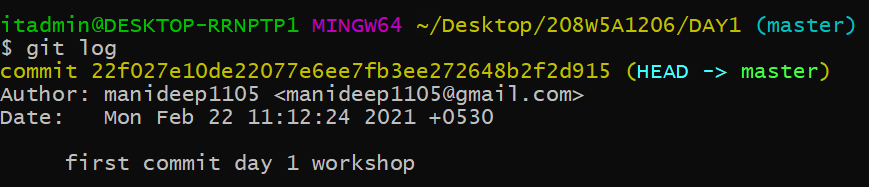 itadmin@DESKTOP-RRNPTP1 MINGW64 ~/Desktop/208W5A1206/DAY1 (master)
$ git log
commit 22f027e10de22077e6ee7fb3ee272648b2f2d915 (HEAD -> master)
Author: manideep1105 <manideep1105@gmail.com>
Date:   Mon Feb 22 11:12:24 2021 +0530
    first commit day 1 workshop